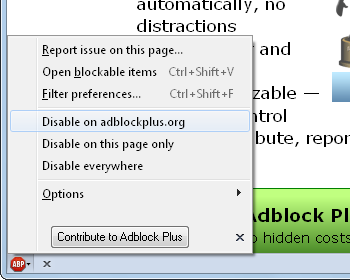 automatically, no
distractions
Report issue on this page...
and
Open blockable items Ctrl+Shift+V
Filter preferences... Ctrl+Shift+F
zable —
Disable on adblockplus.org
ntrol
Disable on this page only
bute, repor
Disable everywhere
Options
Adblock Pl
Contribute to Adblock Plus
o hidden costs
ABP